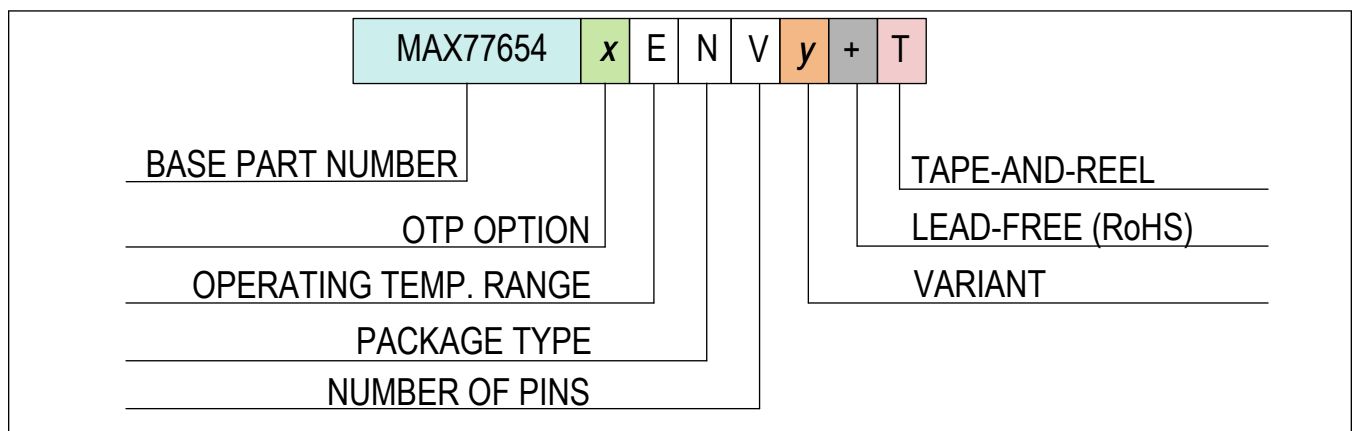 MAX77654 x E N V y + T
BASE PART NUMBER
TAPE-AND-REEL
OTP OPTION
LEAD-FREE (RoHS)
OPERATING TEMP. RANGE
VARIANT
PACKAGE TYPE
NUMBER OF PINS